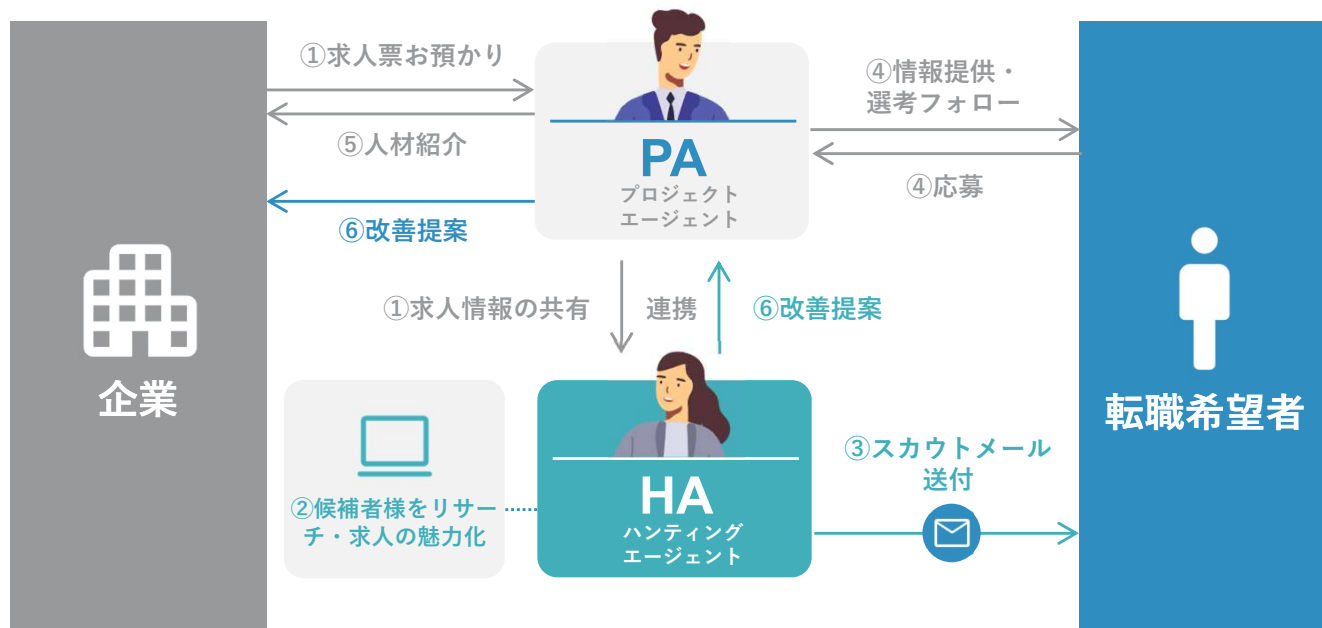 ①求人票お預かり
⑤人材紹介
⑥改善提案
PA
プロジェクト
エージェント
④情報提供・
選考フォロー
④応募
①求人情報の共有
連携
⑥改善提案
企業
転職希望者
②候補者様をリサー
チ・求人の魅力化
HA
ハンティング
エージェント
③スカウトメール
送付